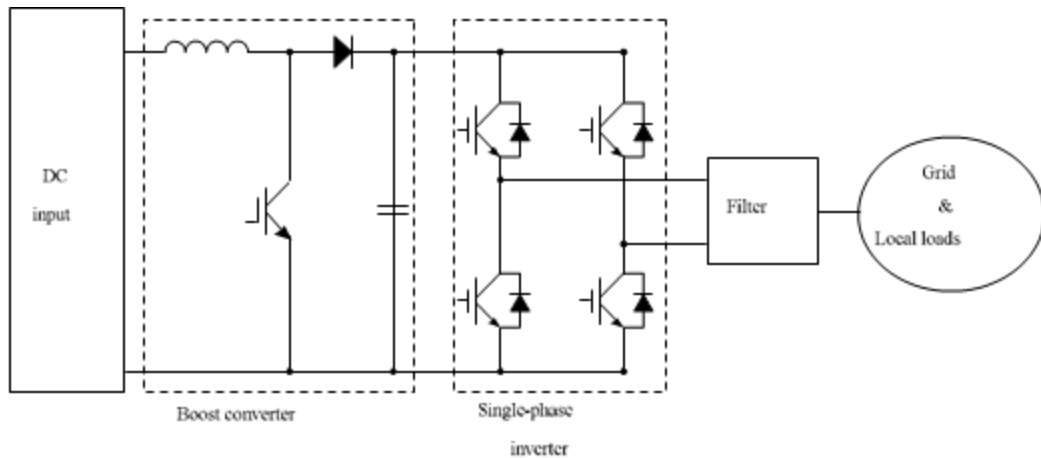 DC
input
Boost converter
Single-phase
inverter
Filter
Grid
&
Local loads